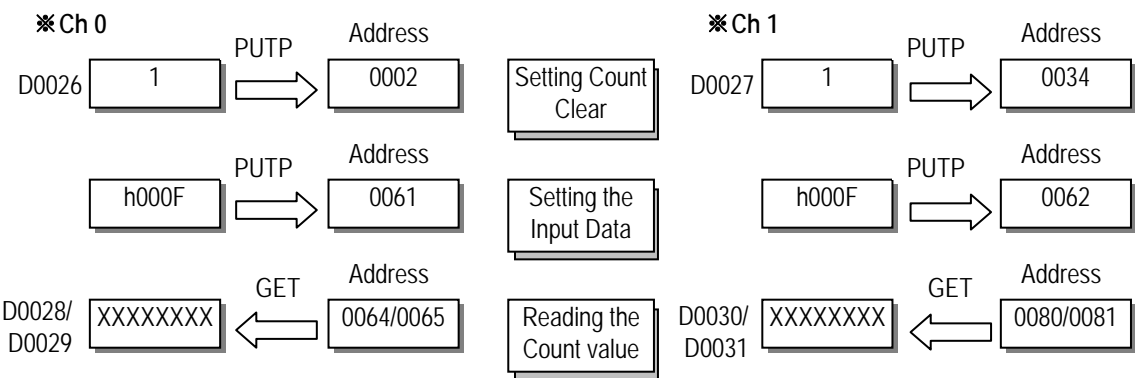 ※Ch 0
※Ch 1
PUTP
Address
PUTP
Address
D0026
1
0002
Setting Count
Clear
D0027
1
0034
PUTP
Address
PUTP
Address
h000F
0061
Setting the
Input Data
h000F
0062
GET
Address
GET
Address
D0028/
D0029
XXXXXXXX
0064/0065
Reading the
Count value
D0030/
D0031
XXXXXXXX
0080/0081